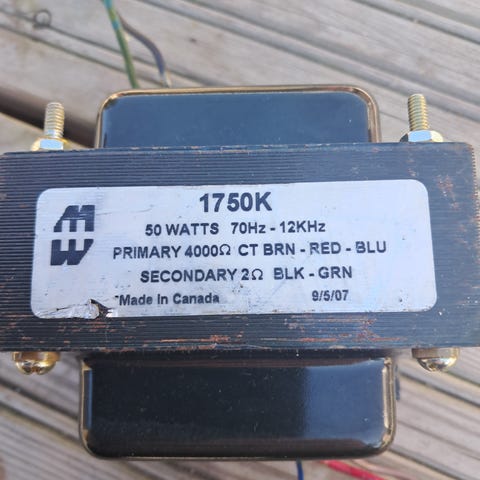 HW
1750K
50 WATTS 70Hz - 12KHz
PRIMARY 4000Ω CT BRN - RED - BLU
SECONDARY 2Ω BLK - GRN
Made In Canada 9/5/07